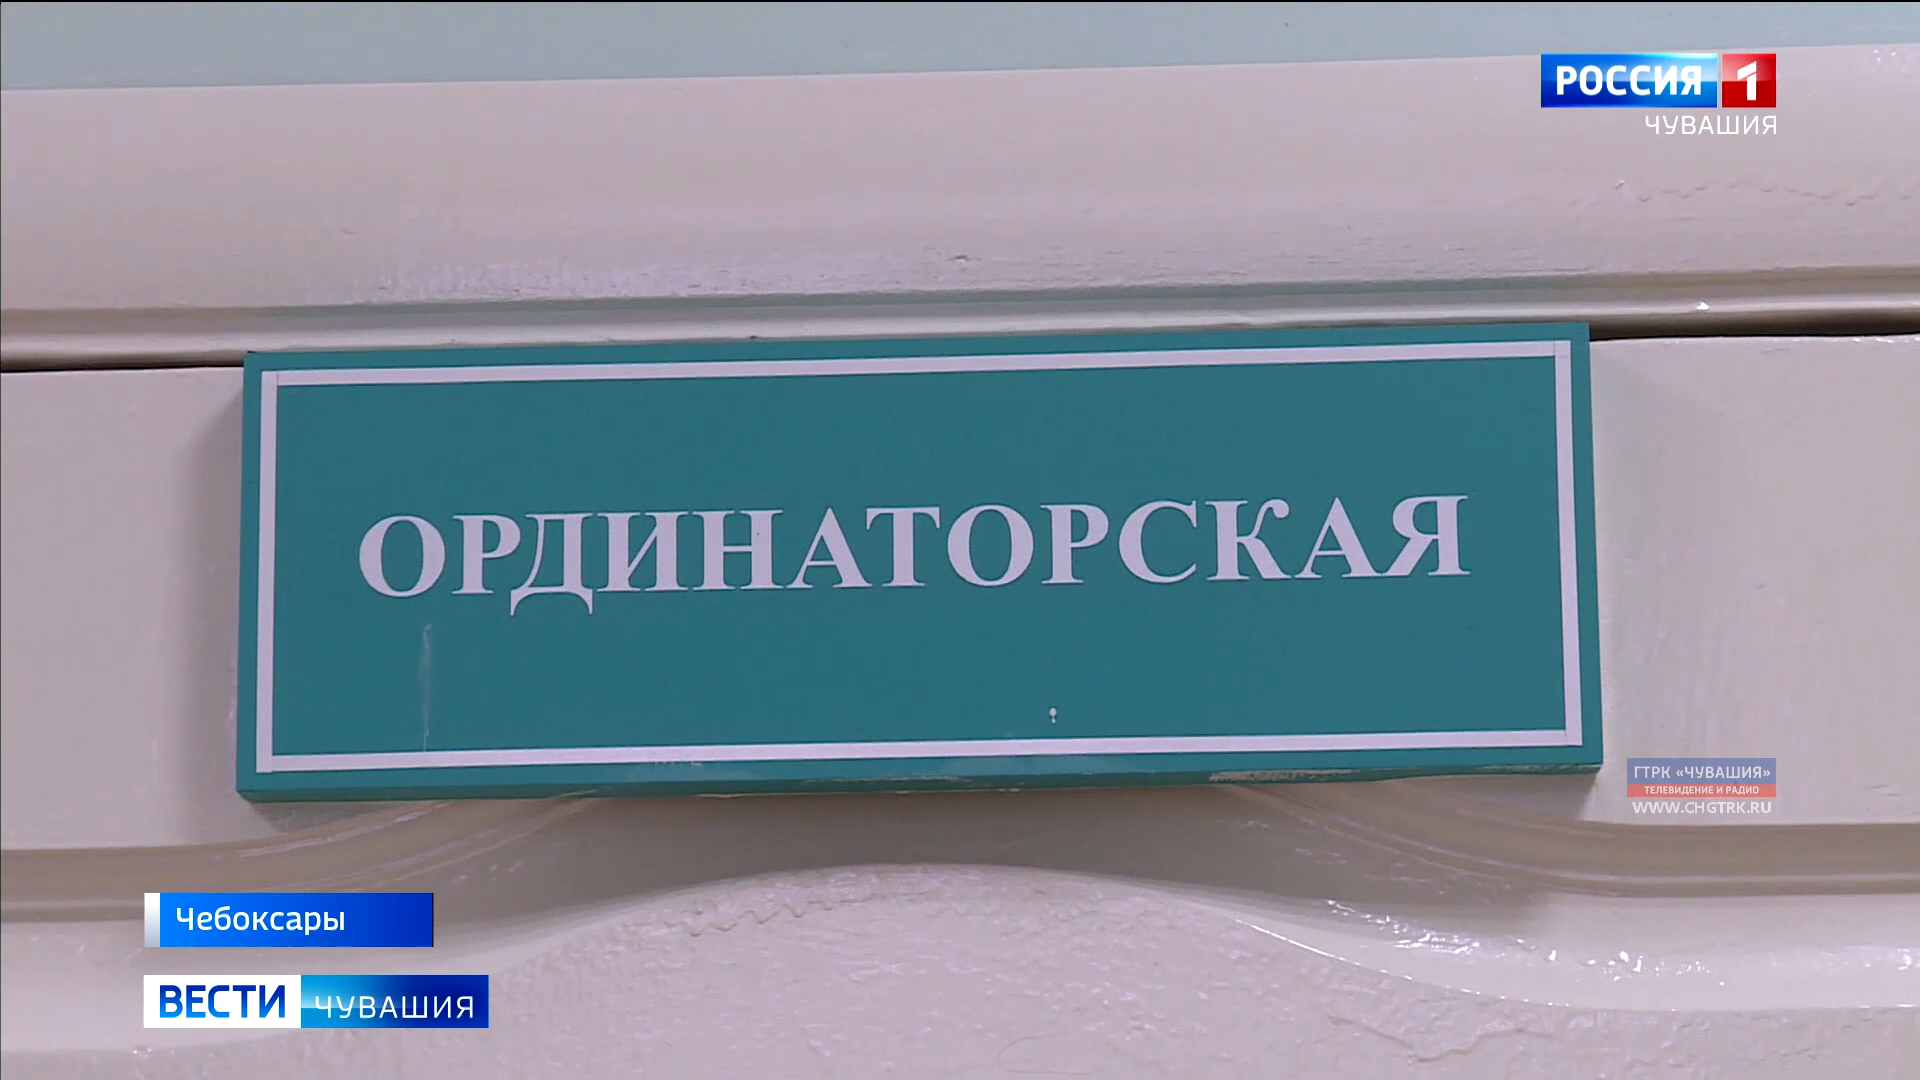 РОССИЯ 1
ЧУВАШИЯ
ОРДИНАТОРСКАЯ
ГТРК «ЧУВАШИЯ»
ТЕЛЕВИДЕНИЕ И РАДИО
WWW.CHGTRK.RU
Чебоксары
ВЕСТИ ЧУВАШИЯ